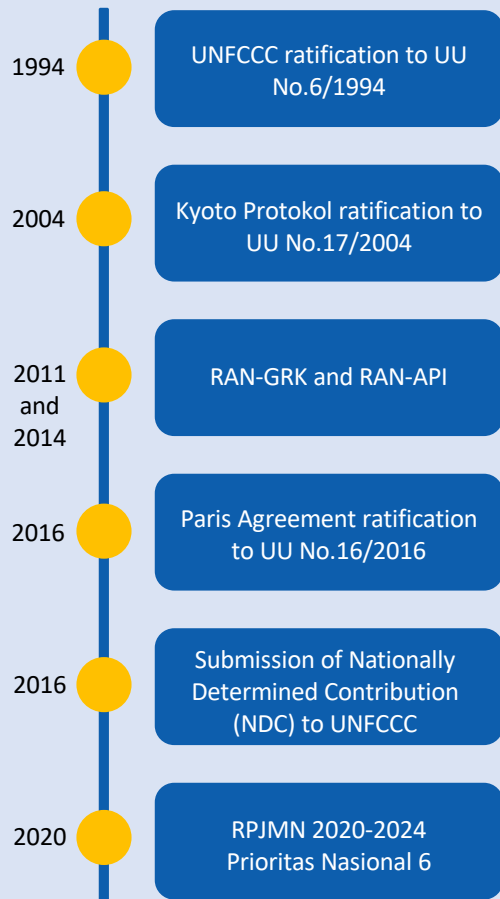 1994
UNFCCC ratification to UU
No.6/1994
2004
Kyoto Protokol ratification to
UU No.17/2004
2011
and
2014
RAN-GRK and RAN-API
2016
Paris Agreement ratification
to UU No.16/2016
2016
Submission of Nationally
Determined Contribution
(NDC) to UNFCCC
2020
RPJMN 2020-2024
Prioritas Nasional 6